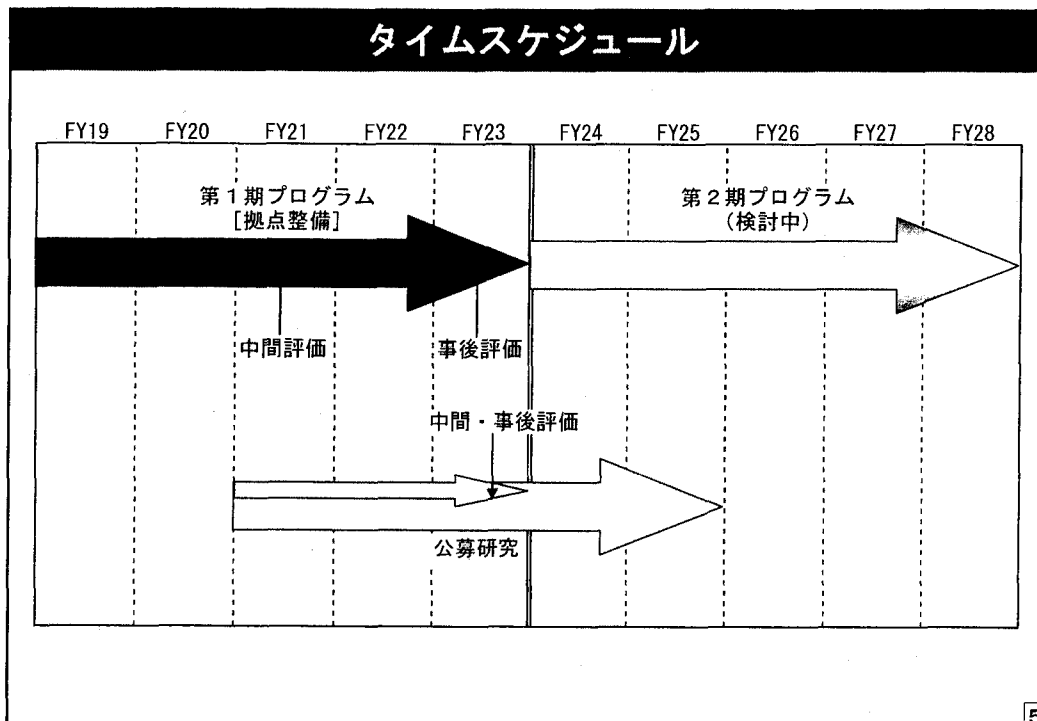 タイムスケジュール
FY19 FY20 FY21 FY22 FY23 FY24 FY25 FY26 FY27 FY28
第1期プログラム
[拠点整備]
第2期プログラム
(検討中)
中間評価
事後評価
中間・事後評価
公募研究
5